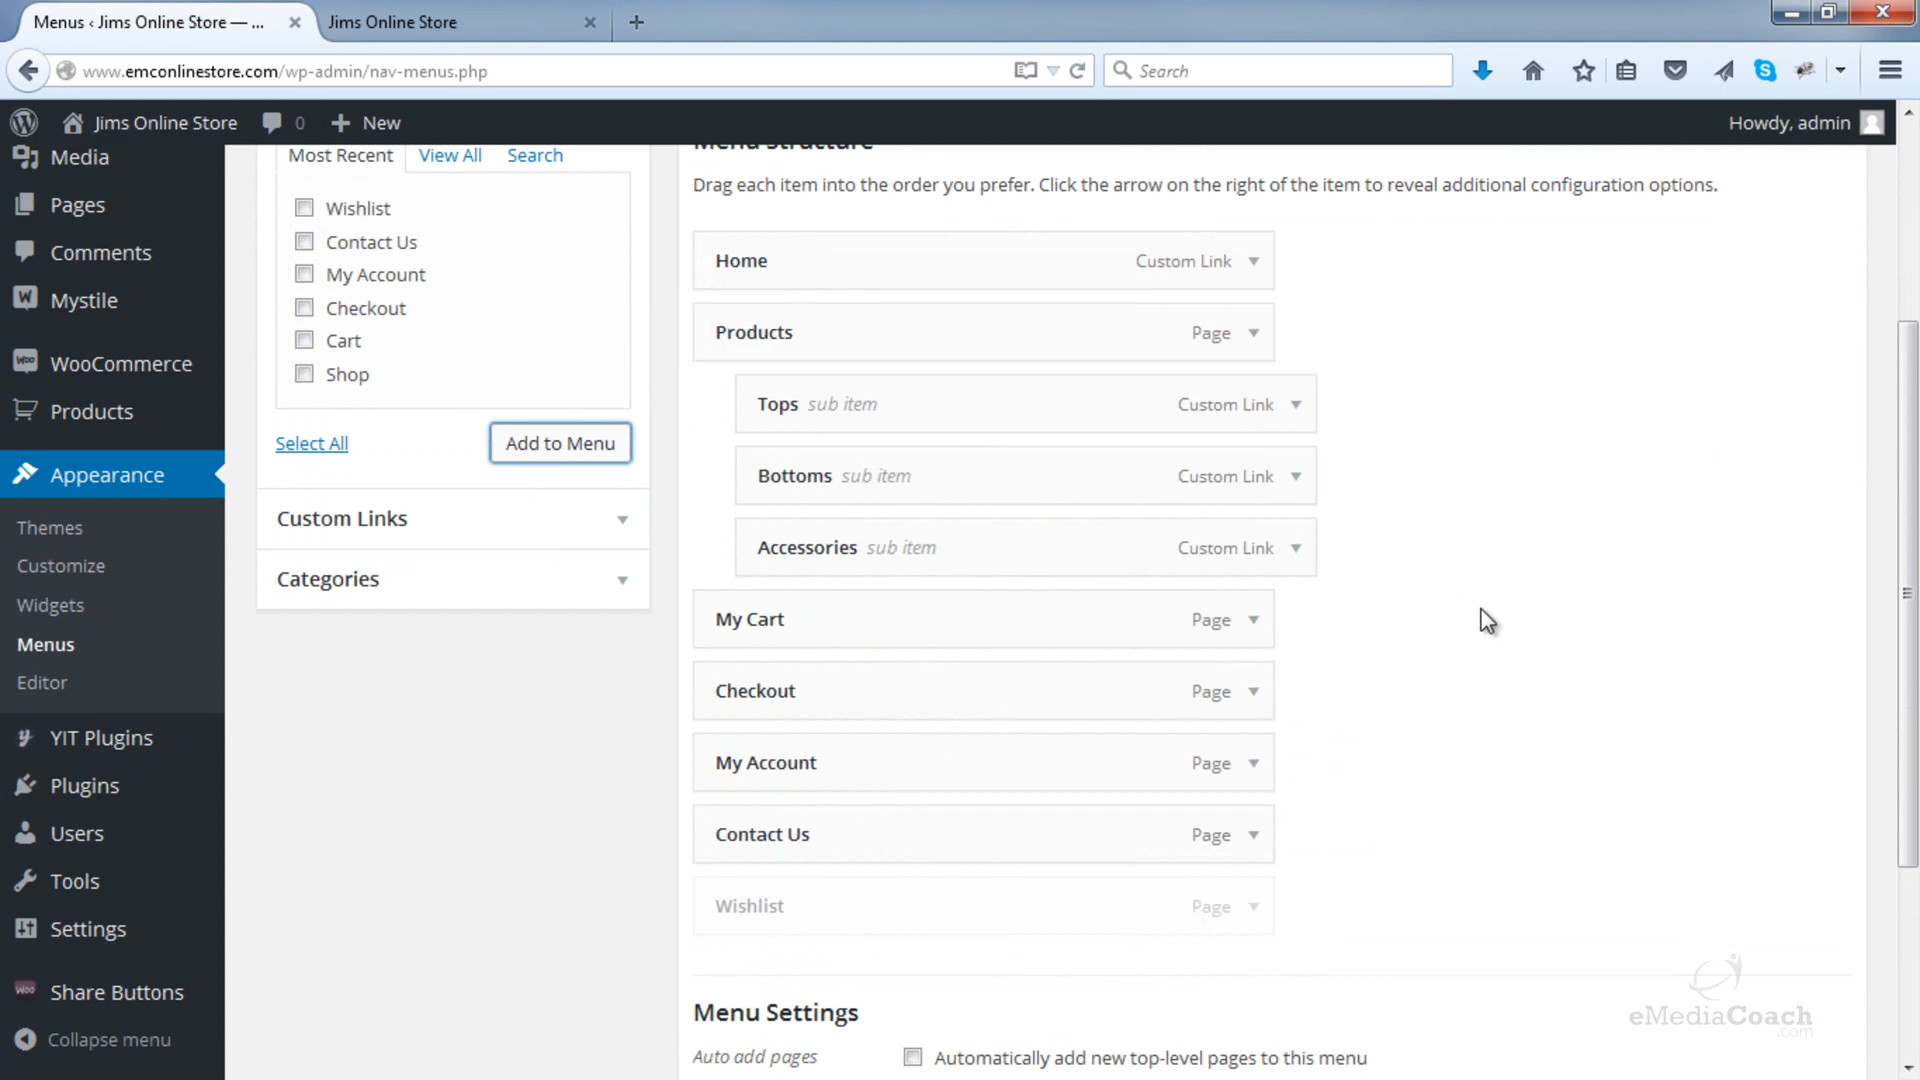 Menus ‹ Jims Online Store — ...
Jims Online Store
www.emconlinestore.com/wp-admin/nav-menus.php
Search
Jims Online Store
0
New
Howdy, admin
Media
Pages
Comments
Mystile
WooCommerce
Products
Appearance
Themes
Customize
Widgets
Menus
Editor
YIT Plugins
Plugins
Users
Tools
Settings
Share Buttons
Collapse menu
Most Recent
View All
Search
Wishlist
Contact Us
My Account
Checkout
Cart
Shop
Select All
Add to Menu
Custom Links
Categories
Menu Structure
Drag each item into the order you prefer. Click the arrow on the right of the item to reveal additional configuration options.
Home Custom Link
Products Page
Tops sub item Custom Link
Bottoms sub item Custom Link
Accessories sub item Custom Link
My Cart Page
Checkout Page
My Account Page
Contact Us Page
Wishlist Page
Menu Settings
Auto add pages
Automatically add new top-level pages to this menu
eMediaCoach
.com